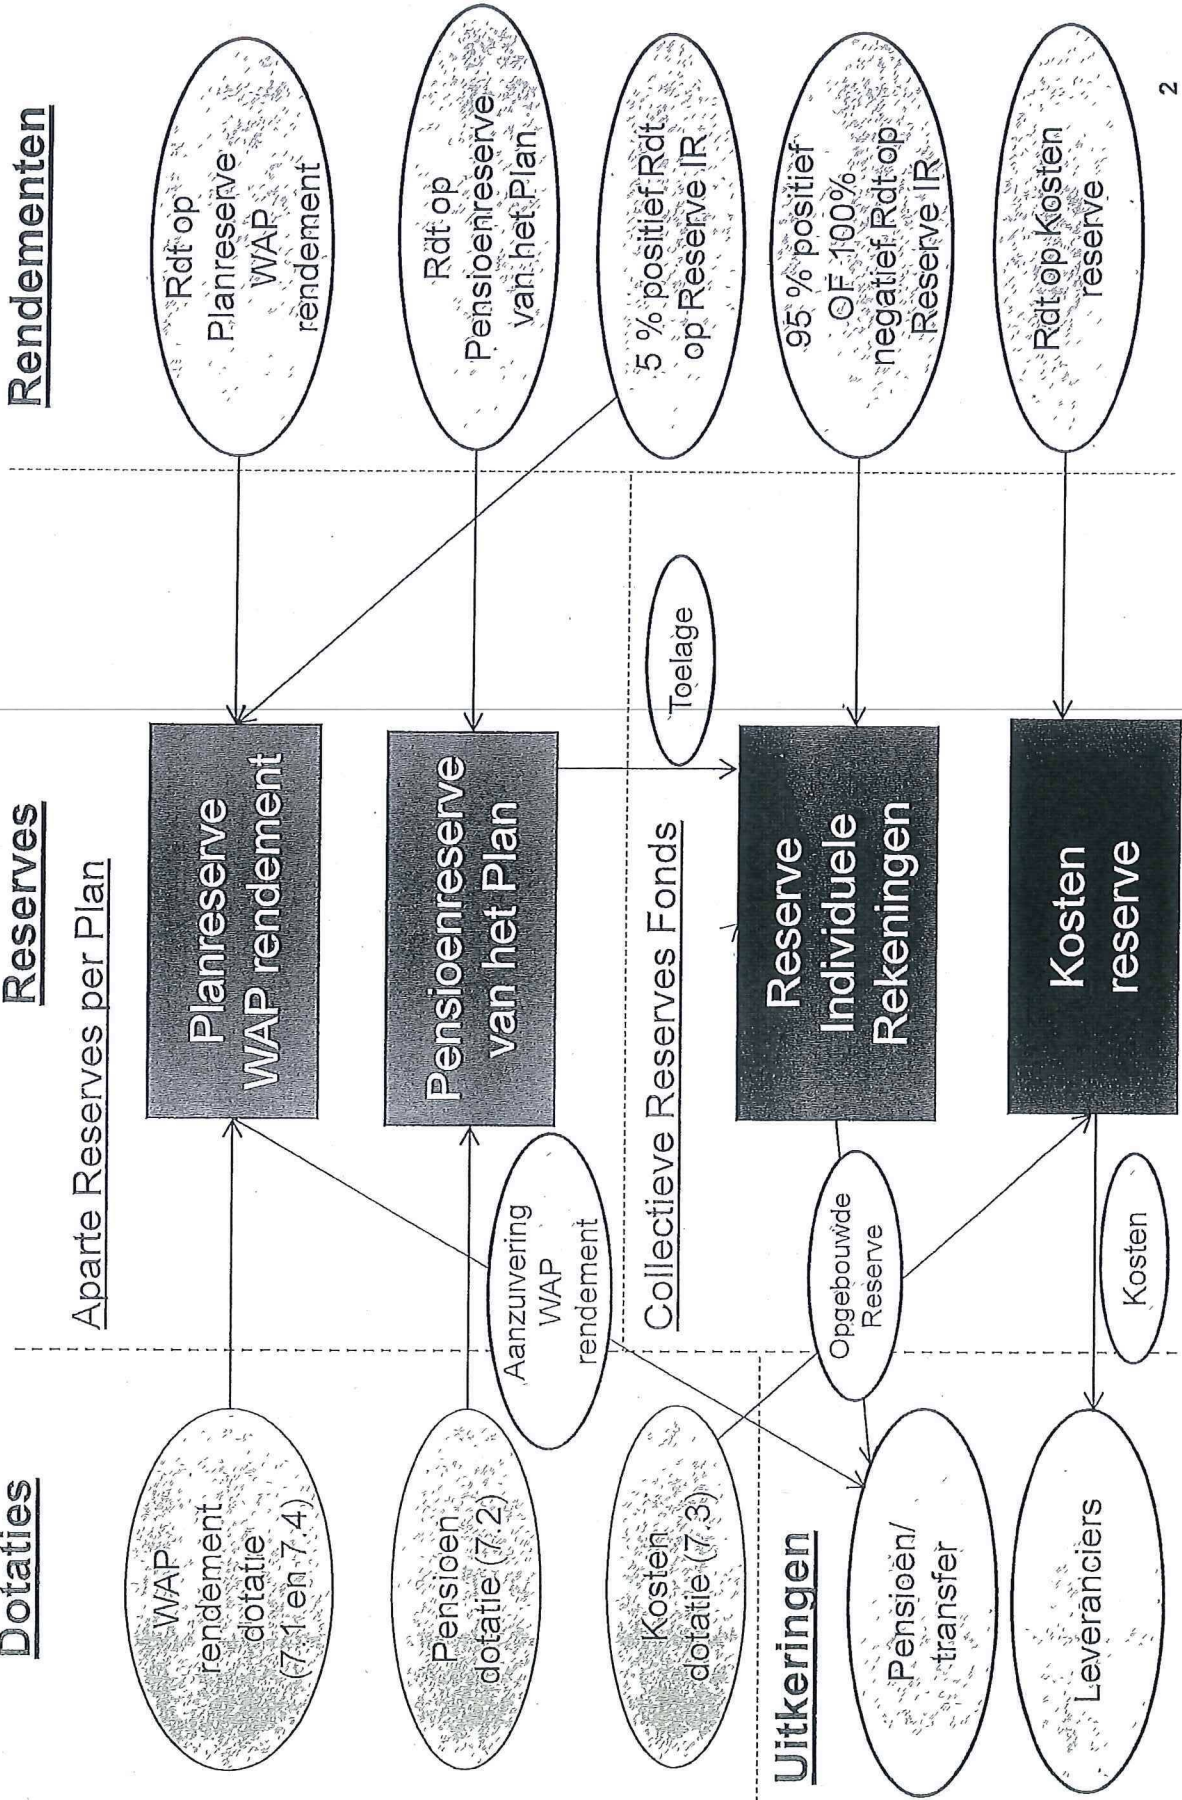 Dotaties
Reserves
Rendementen
Aparte Reserves per Plan
WAP
rendement
dotatie
(7.1 en 7.4)
Planreserve
WAP rendement
Rdt op
Planreserve
WAP
rendement
Pensioen
dotatie (7.2)
Pensioenreserve
van het Plan
Rdt op
Pensioenreserve
van het Plan
Aanzuivering
WAP
rendement
Kosten
dotatie (7.3)
Collectieve Reserves Fonds
Toelage
5 % positief Rdt
op Reserve IR
Uitkeringen
Pensioen/
transfer
Opgebouwde
Reserve
Reserve
Individuele
Rekeningen
95 % positief
OF 100%
negatief Rdt op
Reserve IR
Leveranciers
Kosten
Kosten
reserve
Rdt op Kosten
reserve
2